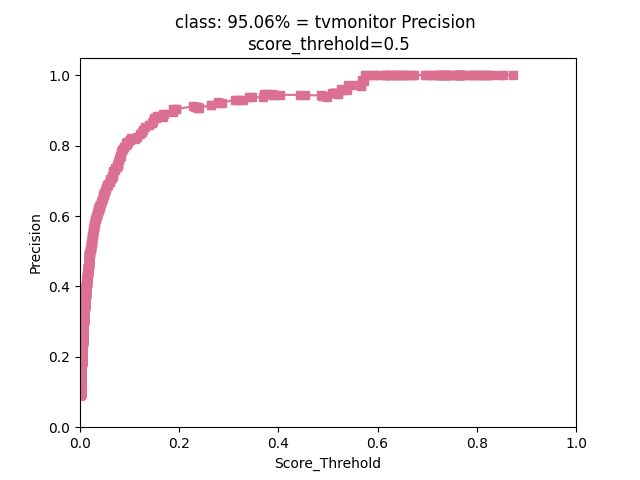 class: 95.06% = tvmonitor Precision
score_threhold=0.5
1.0
0.8
0.6
0.4
0.2
0.0
Precision
0.0 0.2 0.4 0.6 0.8 1.0
Score_Threhold